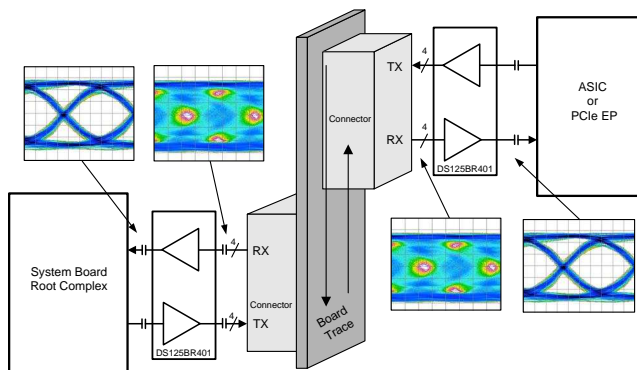 4
TX
Connector
RX
4
DS125BR401
ASIC
or
PCIe EP
System Board
Root Complex
4
RX
Connector
4
TX
DS125BR401
Board
Trace